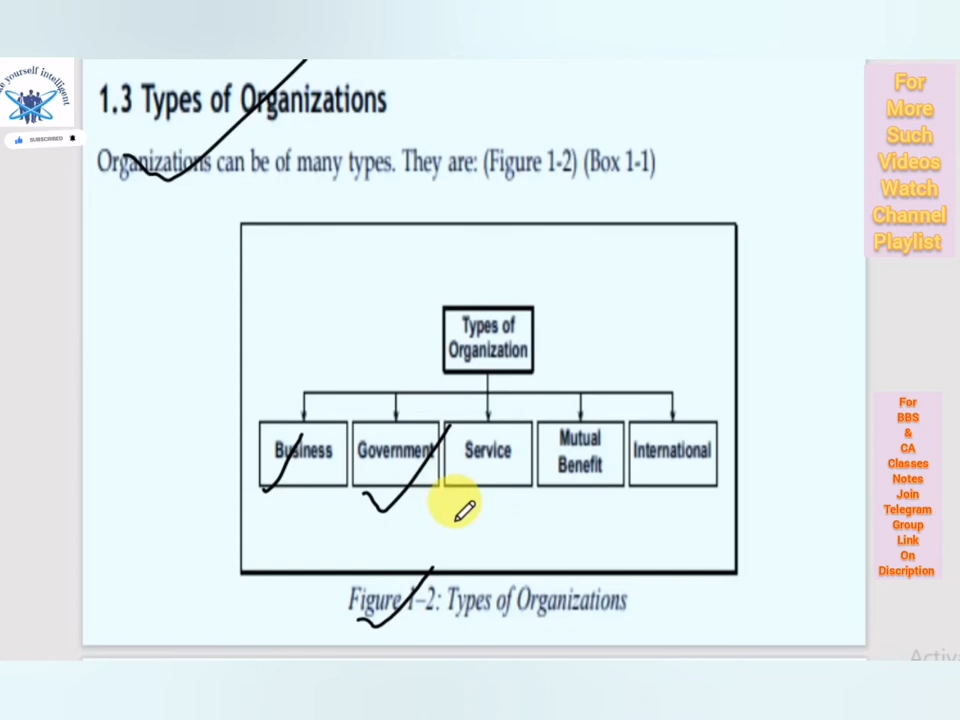 yourself intelligent
SUBSCRIBED
1.3 Types of Organizations
Organizations can be of many types. They are: (Figure 1-2) (Box 1-1)
Types of
Organization
Business
Government
Service
Mutual
Benefit
International
Figure 1–2: Types of Organizations
For
More
Such
Videos
Watch
Channel
Playlist
For
BBS
&
CA
Classes
Notes
Join
Telegram
Group
Link
On
Discription